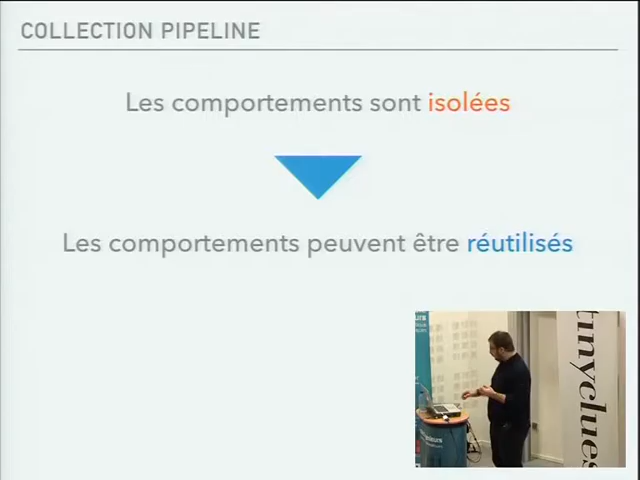 COLLECTION PIPELINE
Les comportements sont isolées
Les comportements peuvent être réutilisés
tinyclues